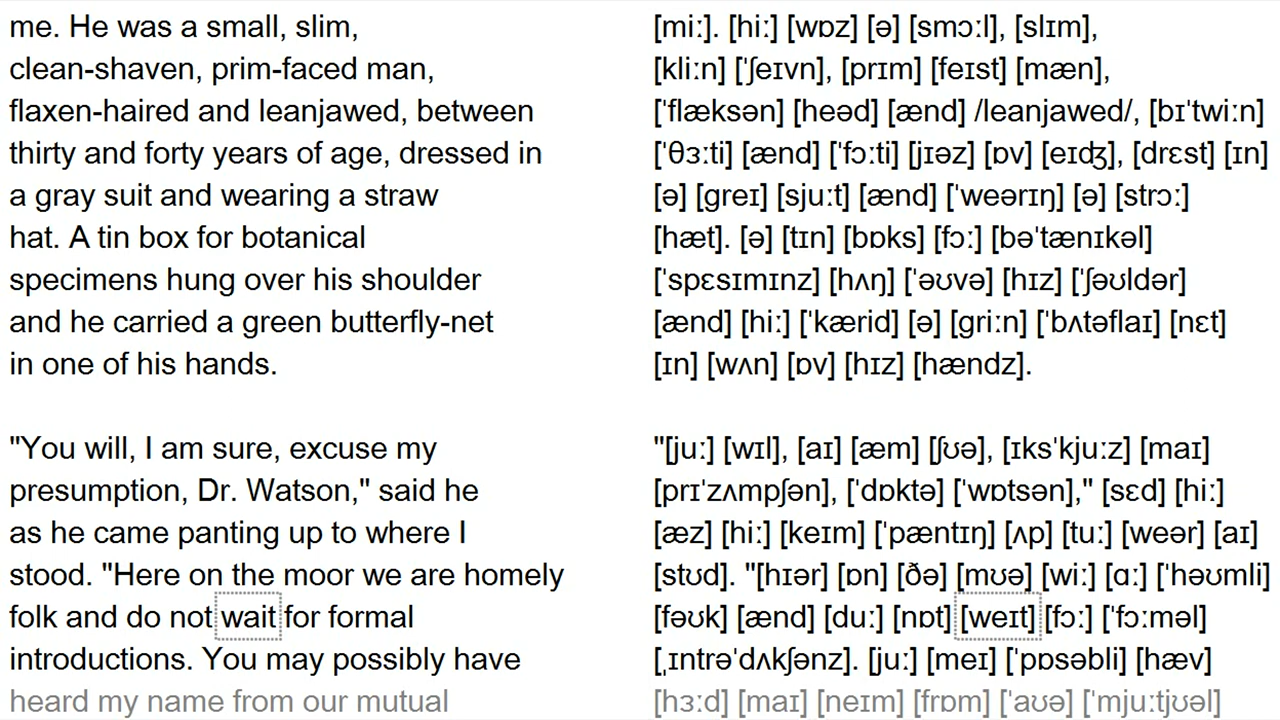 me. He was a small, slim,
clean-shaven, prim-faced man,
flaxen-haired and leanjawed, between
thirty and forty years of age, dressed in
a gray suit and wearing a straw
hat. A tin box for botanical
specimens hung over his shoulder
and he carried a green butterfly-net
in one of his hands.
"You will, I am sure, excuse my
presumption, Dr. Watson," said he
as he came panting up to where I
stood. "Here on the moor we are homely
folk and do not wait for formal
introductions. You may possibly have
heard my name from our mutual
[miː]. [hiː] [wɒz] [ə] [smɔːl], [slɪm],
[kliːn] [ˈʃeɪvn], [prɪm] [feɪst] [mæn],
[ˈflæksən] [heəd] [ænd] /leanjawed/, [bɪˈtwiːn]
[ˈθɜːti] [ænd] [ˈfɔːti] [jɪəz] [ɒv] [eɪʤ], [drɛst] [ɪn]
[ə] [greɪ] [sjuːt] [ænd] [ˈweərɪŋ] [ə] [strɔː]
[hæt]. [ə] [tɪn] [bɒks] [fɔː] [bəˈtænɪkəl]
[ˈspɛsɪmɪnz] [hʌŋ] [ˈəʊvə] [hɪz] [ˈʃəʊldər]
[ænd] [hiː] [ˈkærid] [ə] [griːn] [ˈbʌtəflaɪ] [nɛt]
[ɪn] [wʌn] [ɒv] [hɪz] [hændz].
"[juː] [wɪl], [aɪ] [æm] [ʃʊə], [ɪksˈkjuːz] [maɪ]
[prɪˈzʌmpʃən], [ˈdɒktə] [ˈwɒtsən]," [sɛd] [hiː]
[æz] [hiː] [keɪm] [ˈpæntɪŋ] [ʌp] [tuː] [weər] [aɪ]
[stʊd]. "[hɪər] [ɒn] [ðə] [mʊə] [wiː] [ɑː] [ˈhəʊmli]
[fəʊk] [ænd] [duː] [nɒt] [weɪt] [fɔː] [ˈfɔːməl]
[ˌɪntrəˈdʌkʃənz]. [juː] [meɪ] [ˈpɒsəbli] [hæv]
[hɜːd] [maɪ] [neɪm] [frɒm] [ˈaʊə] [ˈmjuːtjʊəl]